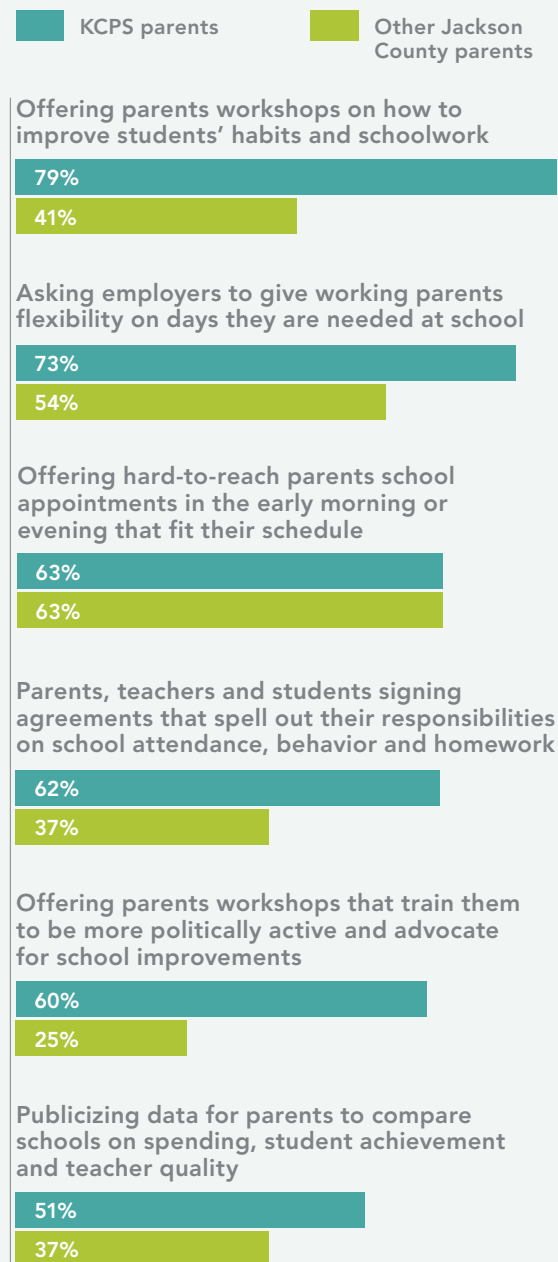 KCPS parents
Other Jackson
County parents
Offering parents workshops on how to
improve students’ habits and schoolwork
79%
41%
Asking employers to give working parents
flexibility on days they are needed at school
73%
54%
Offering hard-to-reach parents school
appointments in the early morning or
evening that fit their schedule
63%
63%
Parents, teachers and students signing
agreements that spell out their responsibilities
on school attendance, behavior and homework
62%
37%
Offering parents workshops that train them
to be more politically active and advocate
for school improvements
60%
25%
Publicizing data for parents to compare
schools on spending, student achievement
and teacher quality
51%
37%